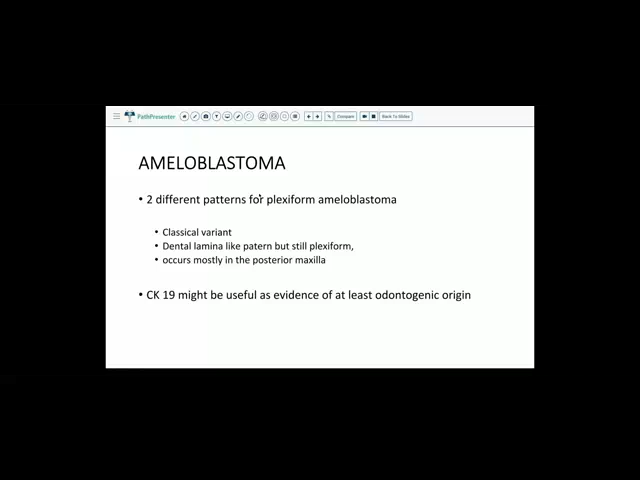 PathPresenter
Compare
Back To Slides
AMELOBLASTOMA
• 2 different patterns for plexiform ameloblastoma
• Classical variant
• Dental lamina like patern but still plexiform,
• occurs mostly in the posterior maxilla
• CK 19 might be useful as evidence of at least odontogenic origin